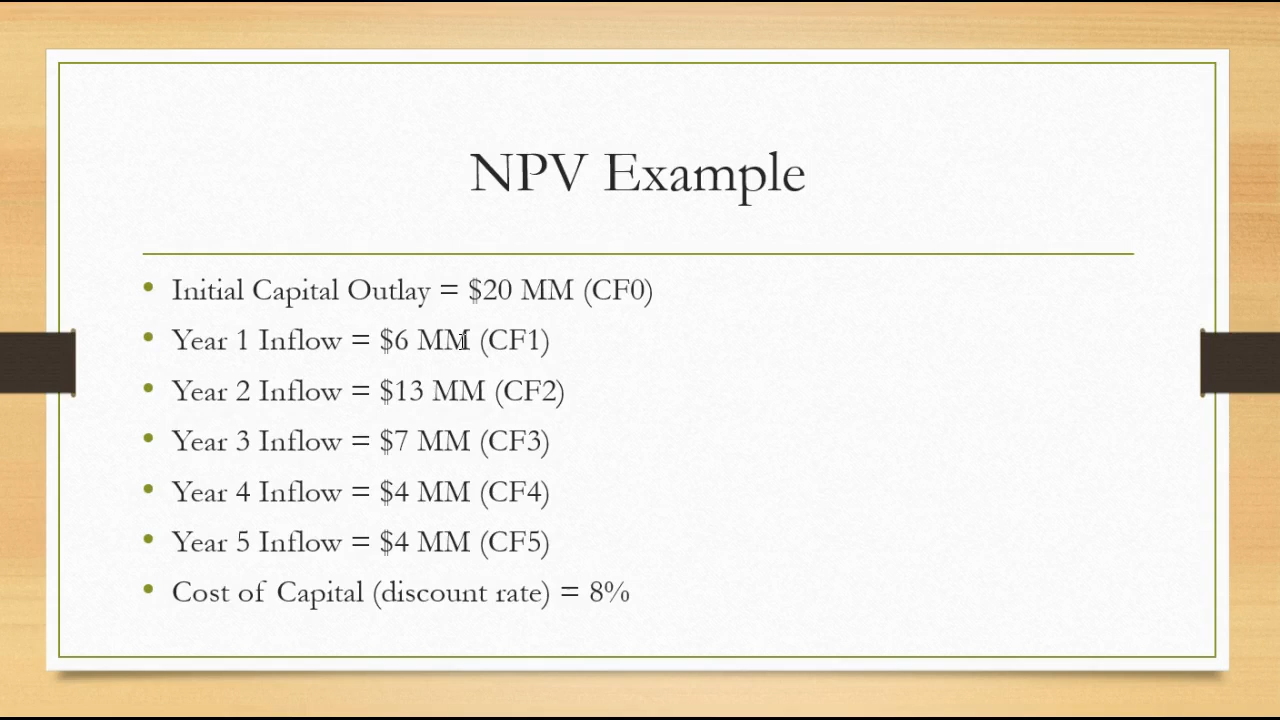 NPV Example
• Initial Capital Outlay = $20 MM (CF0)
• Year 1 Inflow = $6 MM (CF1)
• Year 2 Inflow = $13 MM (CF2)
• Year 3 Inflow = $7 MM (CF3)
• Year 4 Inflow = $4 MM (CF4)
• Year 5 Inflow = $4 MM (CF5)
• Cost of Capital (discount rate) = 8%